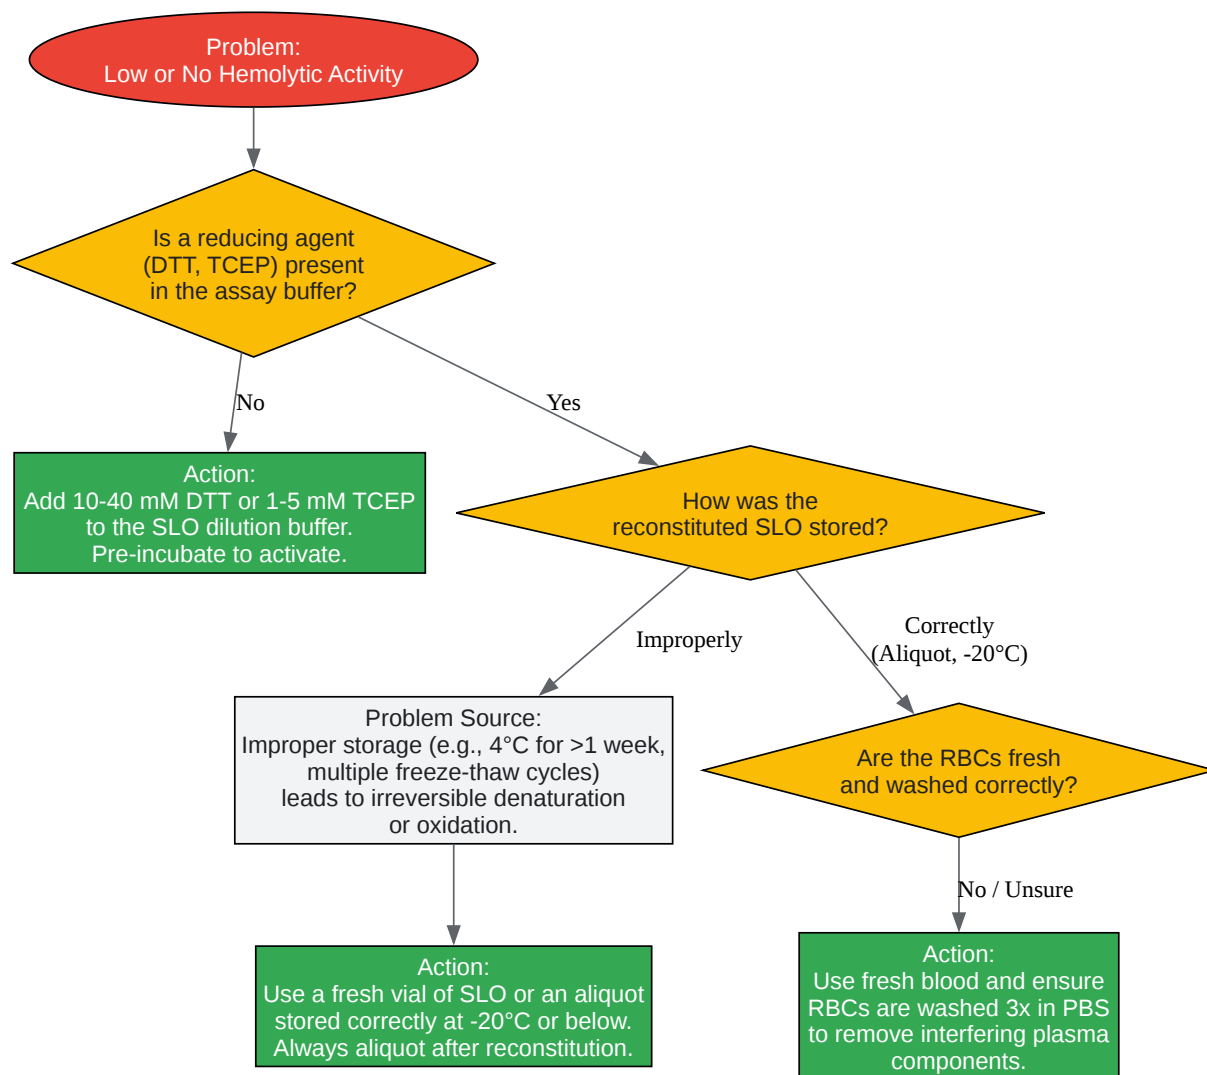 Problem:
Low or No Hemolytic Activity
Is a reducing agent
(DTT, TCEP) present
in the assay buffer?
No
Yes
Action:
Add 10-40 mM DTT or 1-5 mM TCEP
to the SLO dilution buffer.
Pre-incubate to activate.
How was the
reconstituted SLO stored?
Improperly
Correctly
(Aliquot, -20°C)
Problem Source:
Improper storage (e.g., 4°C for >1 week,
multiple freeze-thaw cycles)
leads to irreversible denaturation
or oxidation.
Are the RBCs fresh
and washed correctly?
No / Unsure
Action:
Use a fresh vial of SLO or an aliquot
stored correctly at -20°C or below.
Always aliquot after reconstitution.
Action:
Use fresh blood and ensure
RBCs are washed 3x in PBS
to remove interfering plasma
components.